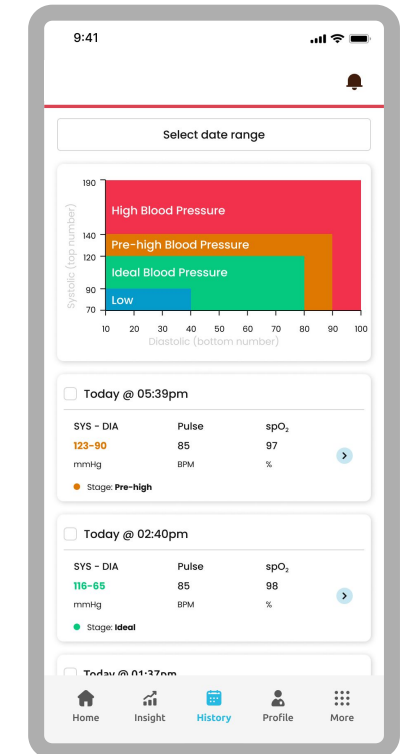 9:41
Select date range
190
140
120
90
70
Systolic (top number)
High Blood Pressure
Pre-high Blood Pressure
Ideal Blood Pressure
Low
10 20 30 40 50 60 70 80 90 100
Diastolic (bottom number)
Today @ 05:39pm
SYS - DIA Pulse spO₂
123-90 85 97
mmHg BPM %
Stage: Pre-high
Today @ 02:40pm
SYS - DIA Pulse spO₂
116-65 85 98
mmHg BPM %
Stage: Ideal
Today @ 01:37pm
Home Insight History Profile More